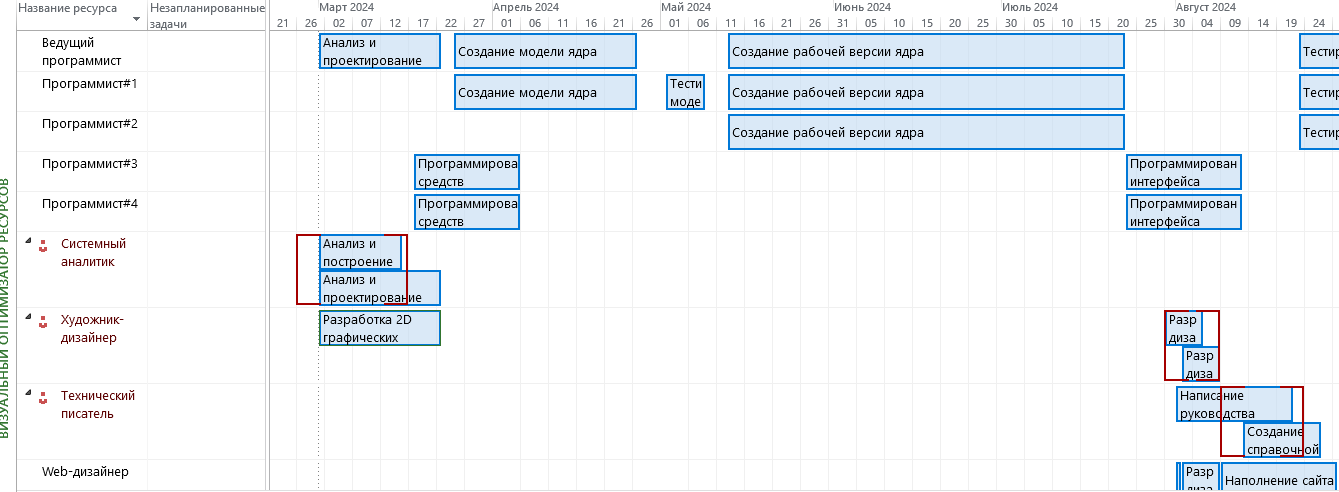 Название ресурса
Незапланированные задачи
Март 2024
Апрель 2024
Май 2024
Июнь 2024
Июль 2024
Август 2024
21 26 02 07 12 17 22 27 01 06 11 16 21 26 01 06 11 16 21 26 31 05 10 15 20 25 30 05 10 15 20 25 30 04 09 14 19 24
ВИЗУАЛЬНЫЙ ОПТИМИЗАТОР РЕСУРСОВ
Ведущий программист
Анализ и проектирование
Создание модели ядра
Создание рабочей версии ядра
Тестир
Программист#1
Создание модели ядра
Тести моде
Создание рабочей версии ядра
Тестир
Программист#2
Создание рабочей версии ядра
Тестир
Программист#3
Программирова средств
Программирован интерфейса
Программист#4
Программирова средств
Программирован интерфейса
Системный аналитик
Анализ и построение
Анализ и проектирование
Художник-дизайнер
Разработка 2D графических
Разр диза
Разр диза
Технический писатель
Написание руководства
Создание справочной
Web-дизайнер
Разр диза
Наполнение сайта